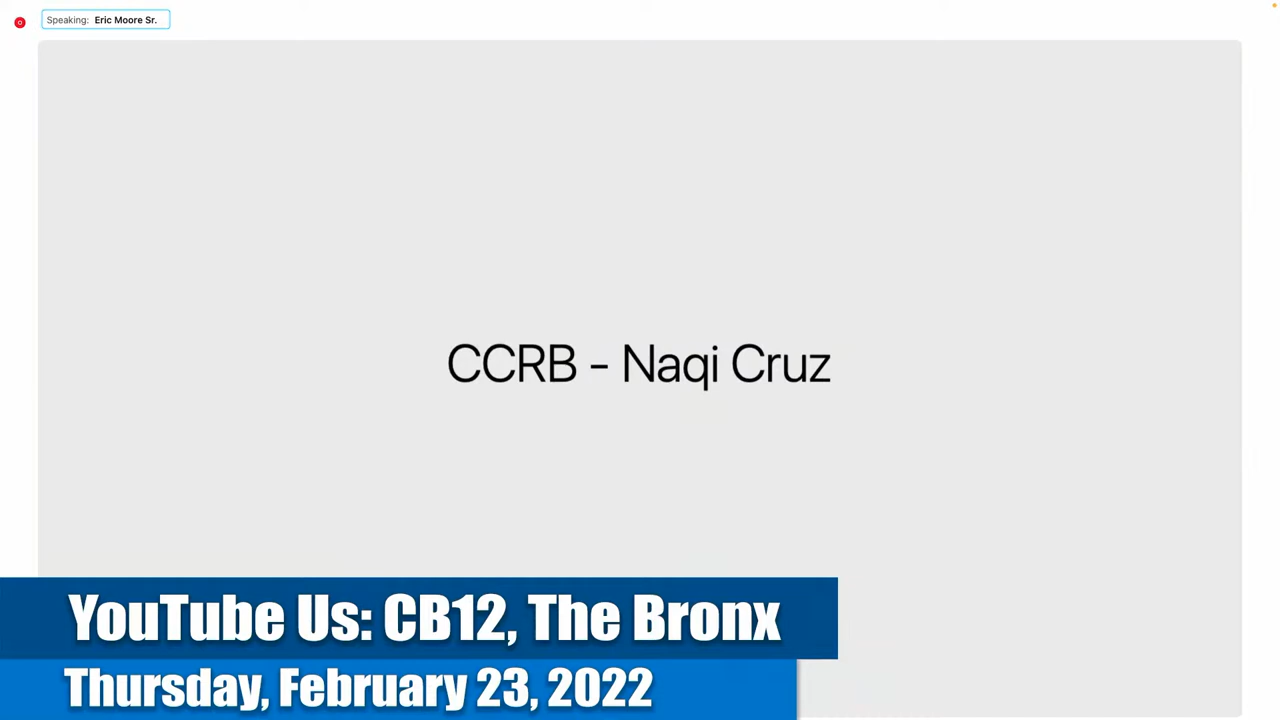 Speaking: Eric Moore Sr.
CCRB - Naqi Cruz
YouTube Us: CB12, The Bronx
Thursday, February 23, 2022